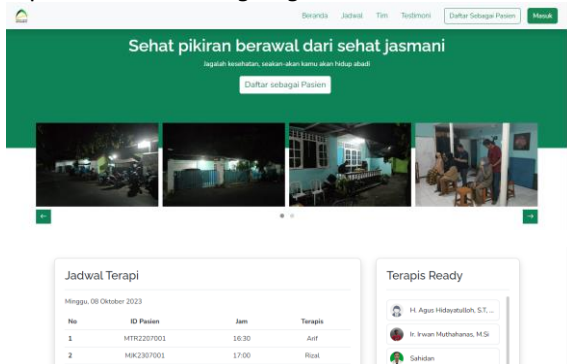 Beranda Jadwal Tim Testimoni Daftar Sebagai Pasien Masuk
Sehat pikiran berawal dari sehat jasmani
Jagalah kesehatan, seakan-akan kamu akan hidup abadi
Daftar sebagai Pasien
Jadwal Terapi
Minggu, 08 Oktober 2023
No ID Pasien Jam Terapis
1 MTR2207001 16:30 Arif
2 MJK2307001 17:00 Rizal
Terapis Ready
H. Agus Hidayatulloh, S.T, ...
Ir. Irwan Muthahanas, M.Si
Sahidan